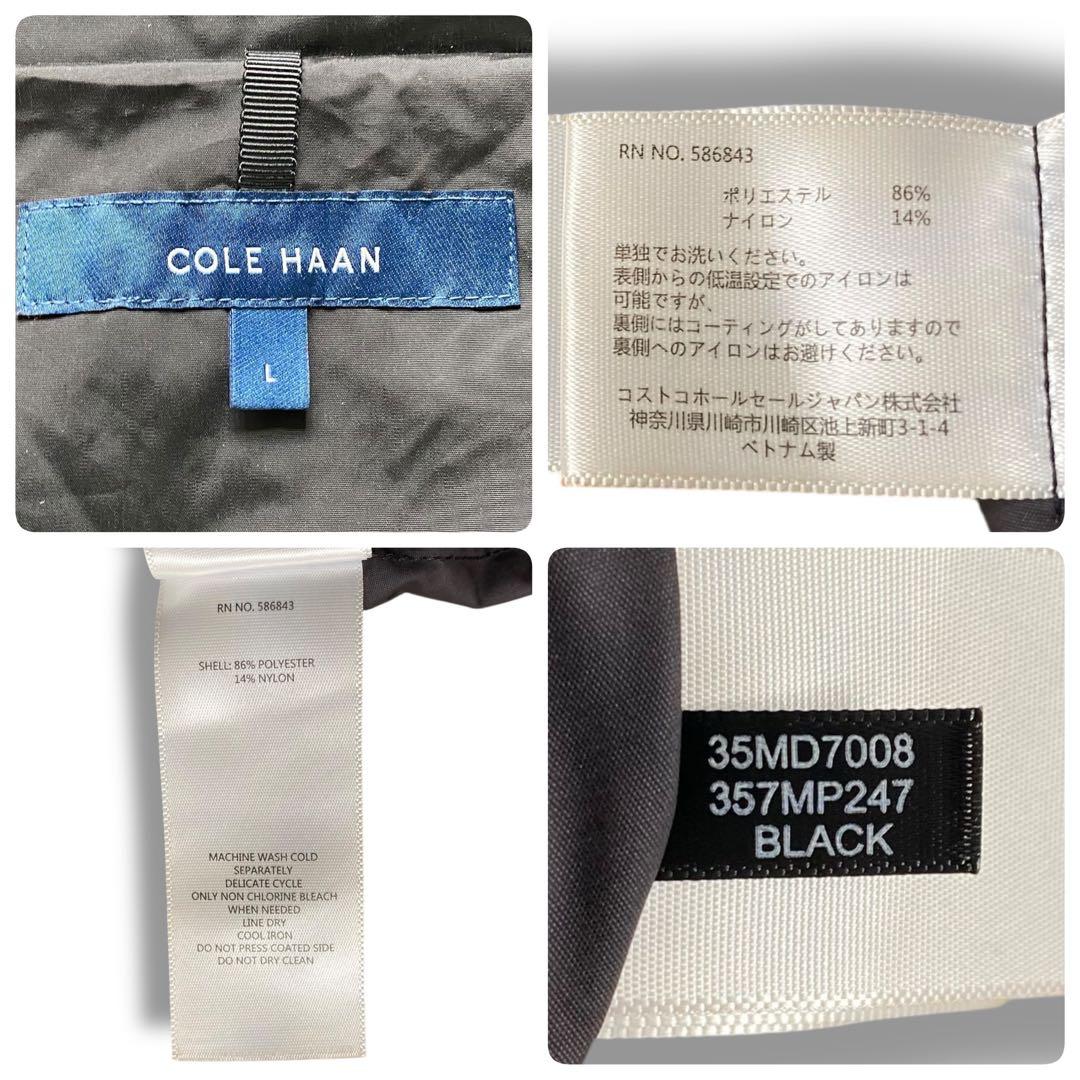 COLE HAAN
L
RN NO. 586843
ポリエステル 86%
ナイロン 14%
単独でお洗いください。
表側からの低温設定でのアイロンは
可能ですが、
裏側にはコーティングがしてありますので
裏側へのアイロンはお避けください。
コストコホールセールジャパン株式会社
神奈川県川崎市川崎区池上新町3-1-4
ベトナム製
RN NO. 586843
SHELL: 86% POLYESTER
14% NYLON
MACHINE WASH COLD
SEPARATELY
DELICATE CYCLE
ONLY NON CHLORINE BLEACH
WHEN NEEDED
LINE DRY
COOL IRON
DO NOT PRESS COATED SIDE
DO NOT DRY CLEAN
35MD7008
357MP247
BLACK